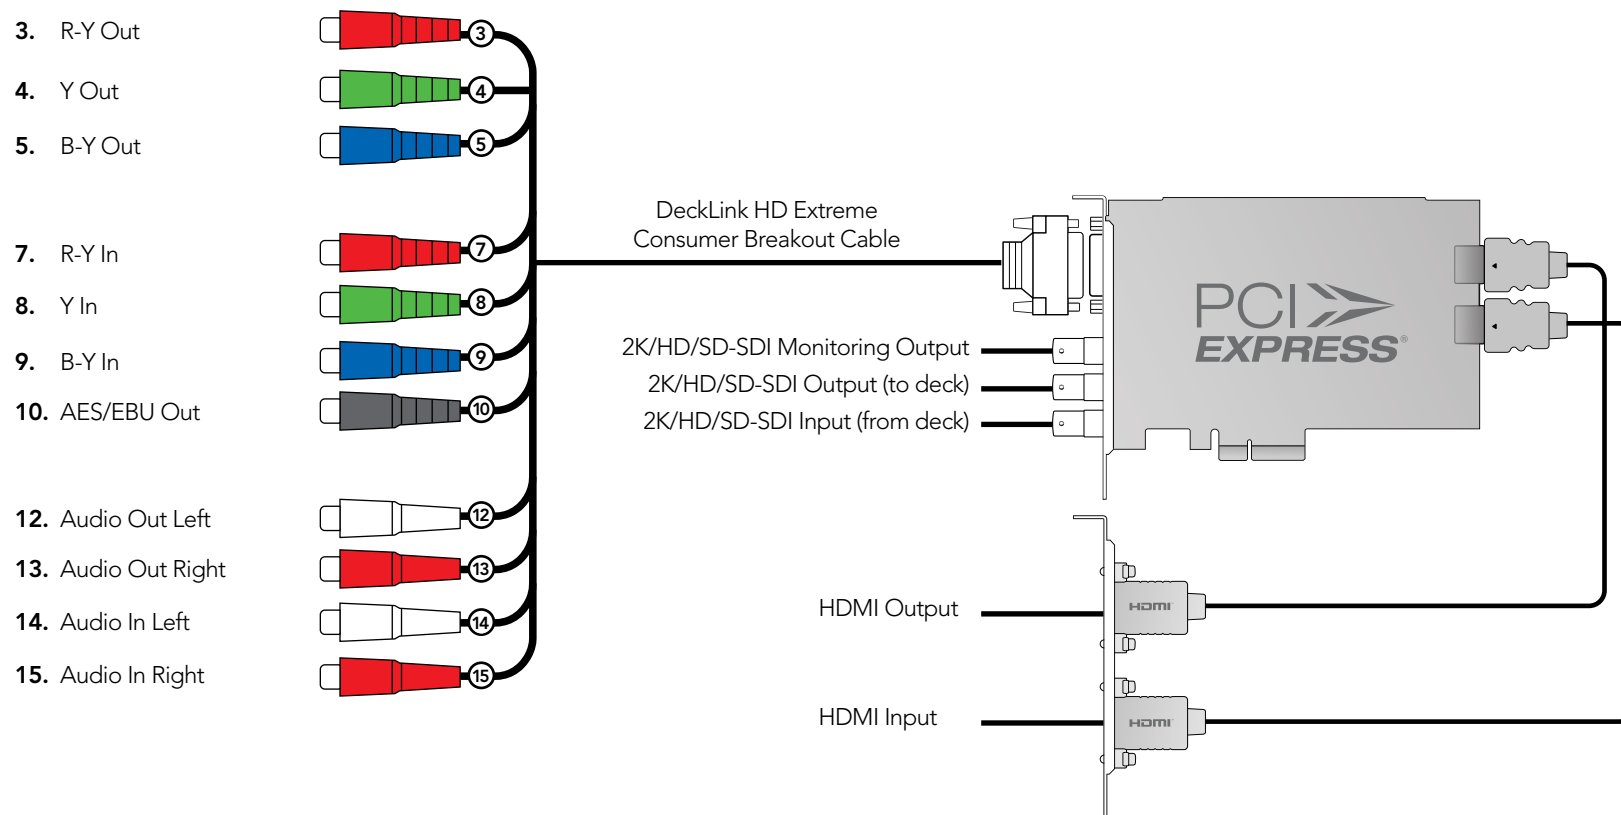 3. R-Y Out
3
4. Y Out
4
5. B-Y Out
5
7. R-Y In
7
8. Y In
8
9. B-Y In
9
10. AES/EBU Out
10
12. Audio Out Left
12
13. Audio Out Right
13
14. Audio In Left
14
15. Audio In Right
15
DeckLink HD Extreme
Consumer Breakout Cable
2K/HD/SD-SDI Monitoring Output
2K/HD/SD-SDI Output (to deck)
2K/HD/SD-SDI Input (from deck)
PCI
EXPRESS®
HDMI Output
HDMI
HDMI Input
HDMI